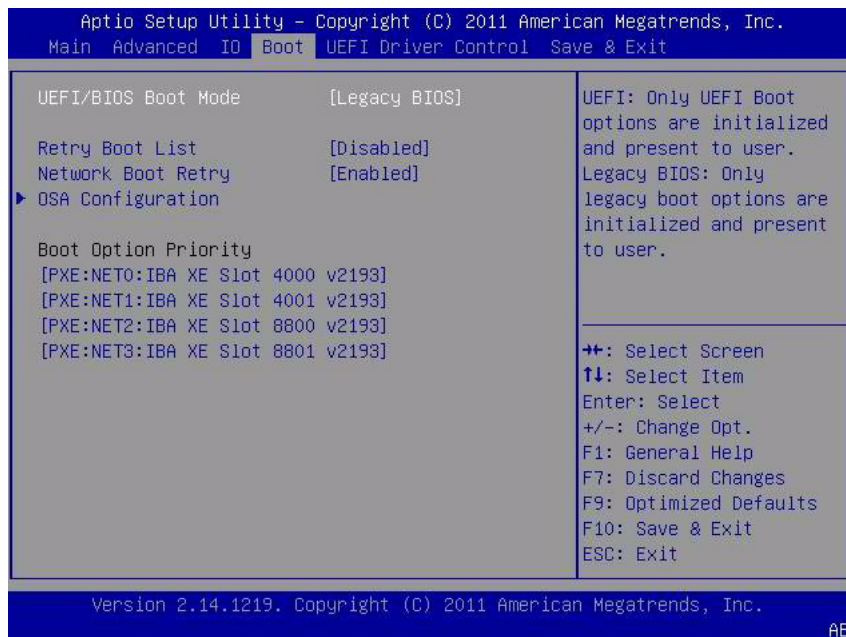 Aptio Setup Utility – Copyright (C) 2011 American Megatrends, Inc.
Main Advanced IO Boot UEFI Driver Control Save & Exit
UEFI/BIOS Boot Mode [Legacy BIOS]
Retry Boot List [Disabled]
Network Boot Retry [Enabled]
OSA Configuration
Boot Option Priority
[PXE:NET0:IBA XE Slot 4000 v2193]
[PXE:NET1:IBA XE Slot 4001 v2193]
[PXE:NET2:IBA XE Slot 8800 v2193]
[PXE:NET3:IBA XE Slot 8801 v2193]
UEFI: Only UEFI Boot
options are initialized
and present to user.
Legacy BIOS: Only
legacy boot options are
initialized and present
to user.
→←: Select Screen
↑↓: Select Item
Enter: Select
+/-: Change Opt.
F1: General Help
F7: Discard Changes
F9: Optimized Defaults
F10: Save & Exit
ESC: Exit
Version 2.14.1219. Copyright (C) 2011 American Megatrends, Inc.